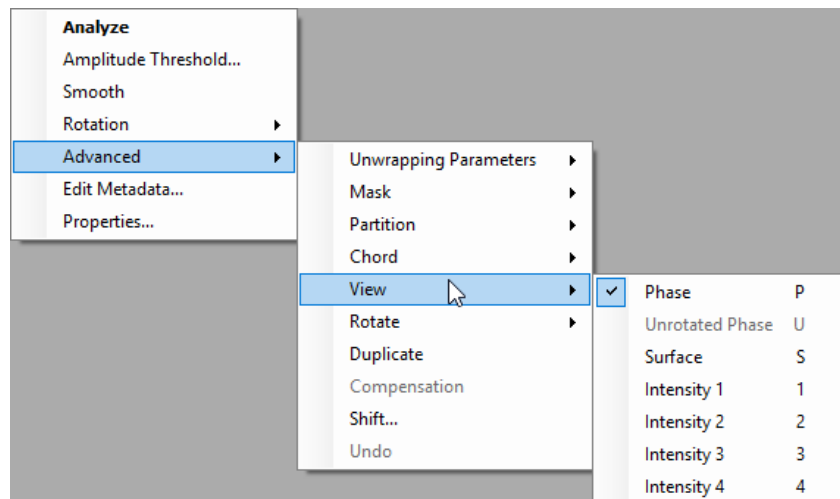 Analyze
Amplitude Threshold...
Smooth
Rotation
Advanced
Edit Metadata...
Properties...
Unwrapping Parameters
Mask
Partition
Chord
View
Rotate
Duplicate
Compensation
Shift...
Undo
Phase P
Unrotated Phase U
Surface S
Intensity 1 1
Intensity 2 2
Intensity 3 3
Intensity 4 4